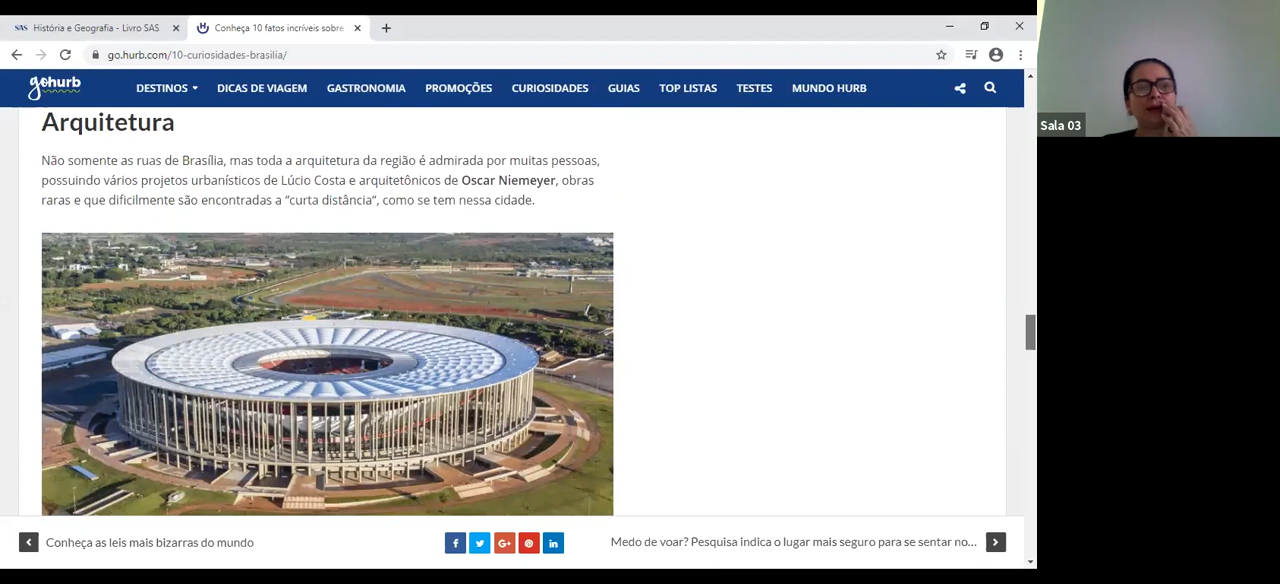 História e Geografia - Livro SAS
Conheça 10 fatos incríveis sobre
go.hurb.com/10-curiosidades-brasilia/
gohurb
DESTINOS DICAS DE VIAGEM GASTRONOMIA PROMOÇÕES CURIOSIDADES GUIAS TOP LISTAS TESTES MUNDO HURB
Sala 03
Arquitetura
Não somente as ruas de Brasília, mas toda a arquitetura da região é admirada por muitas pessoas,
possuindo vários projetos urbanísticos de Lúcio Costa e arquitetônicos de Oscar Niemeyer, obras
raras e que dificilmente são encontradas a “curta distância“, como se tem nessa cidade.
Conheça as leis mais bizarras do mundo
Medo de voar? Pesquisa indica o lugar mais seguro para se sentar no...